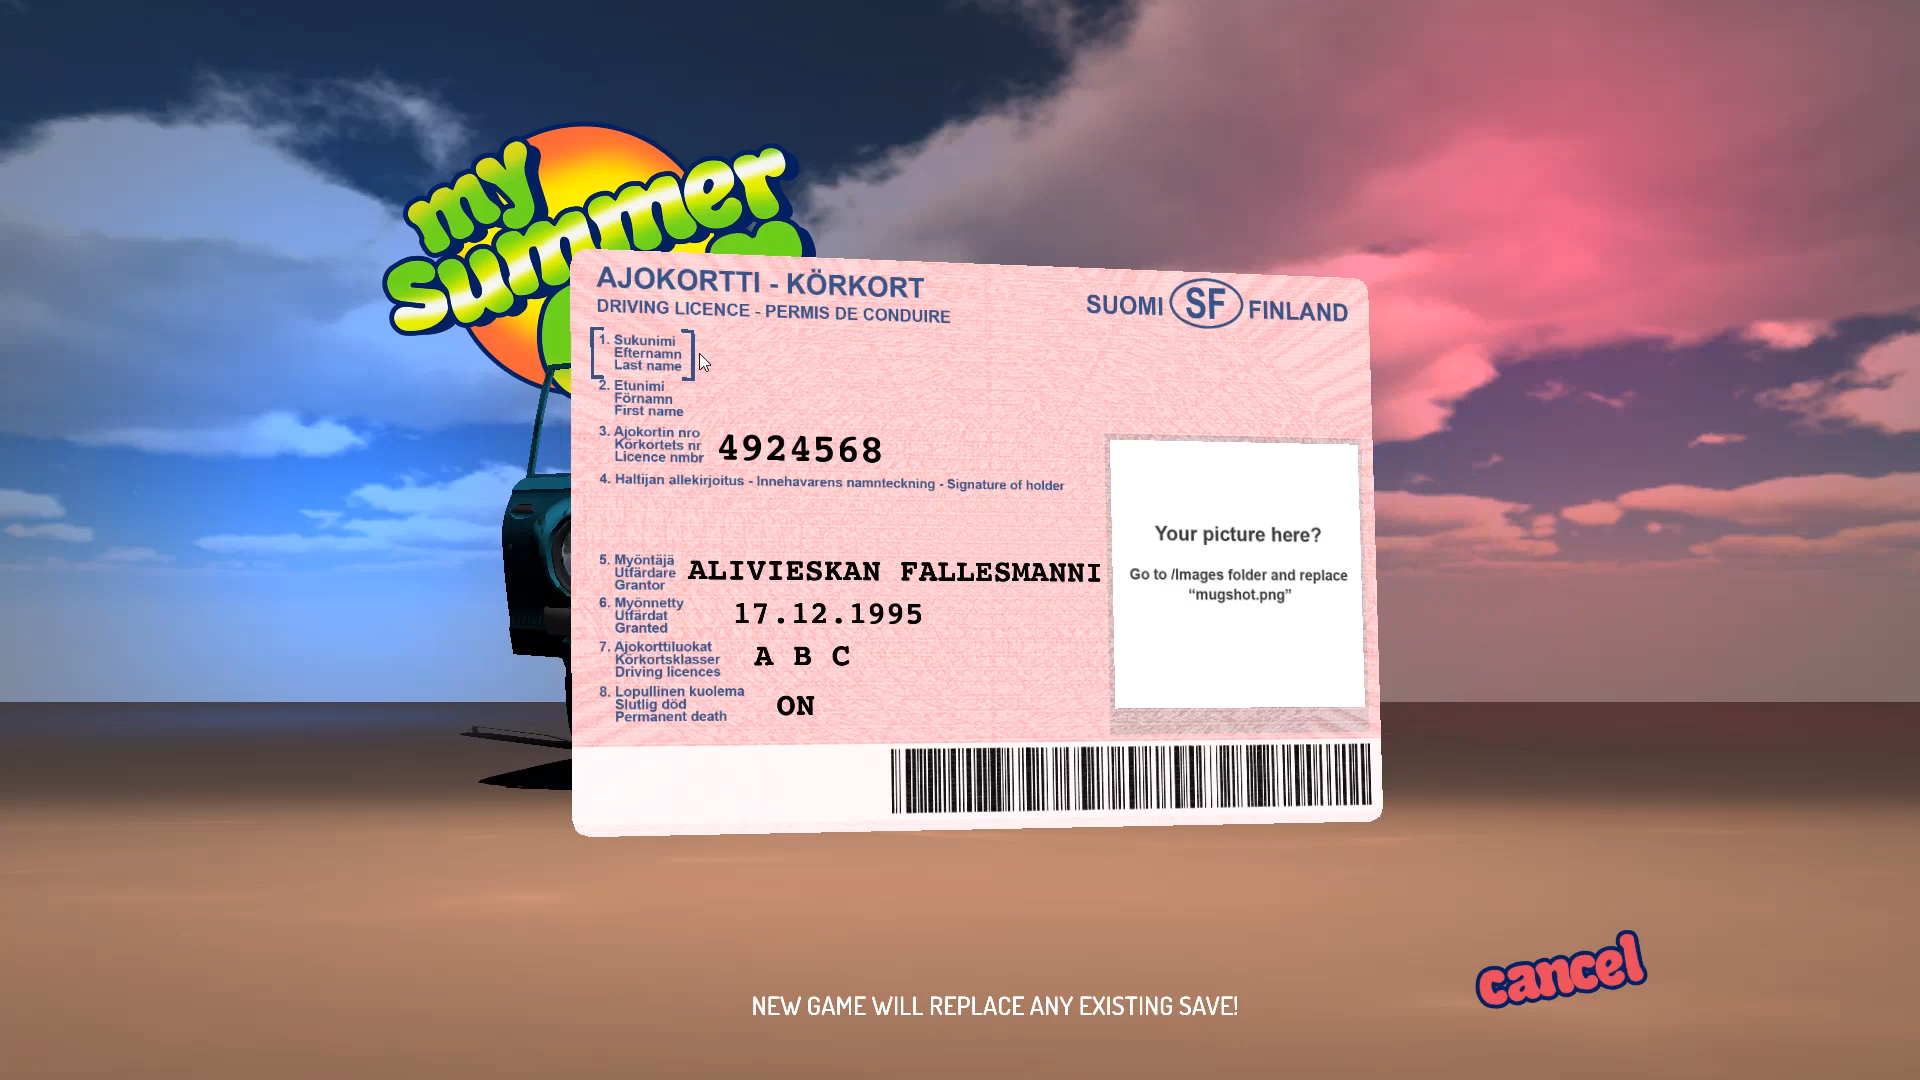 my
summer
AJOKORTTI - KÖRKORT
DRIVING LICENCE - PERMIS DE CONDUIRE
SUOMI SF FINLAND
1. Sukunimi
Efternamn
Last name
2. Etunimi
Förnamn
First name
3. Ajokortin nro
Körkortets nr
Licence nmbr
4924568
4. Haltijan allekirjoitus - Innehavarens namnteckning - Signature of holder
5. Myöntäjä
Utfärdare
Grantor
ALIVIESKAN FALLESMANNI
6. Myönnetty
Utfärdat
Granted
17.12.1995
7. Ajokorttiluokat
Körkortsklasser
Driving licences
A B C
8. Lopullinen kuolema
Slutlig död
Permanent death
ON
Your picture here?
Go to /Images folder and replace
“mugshot.png”
cancel
NEW GAME WILL REPLACE ANY EXISTING SAVE!